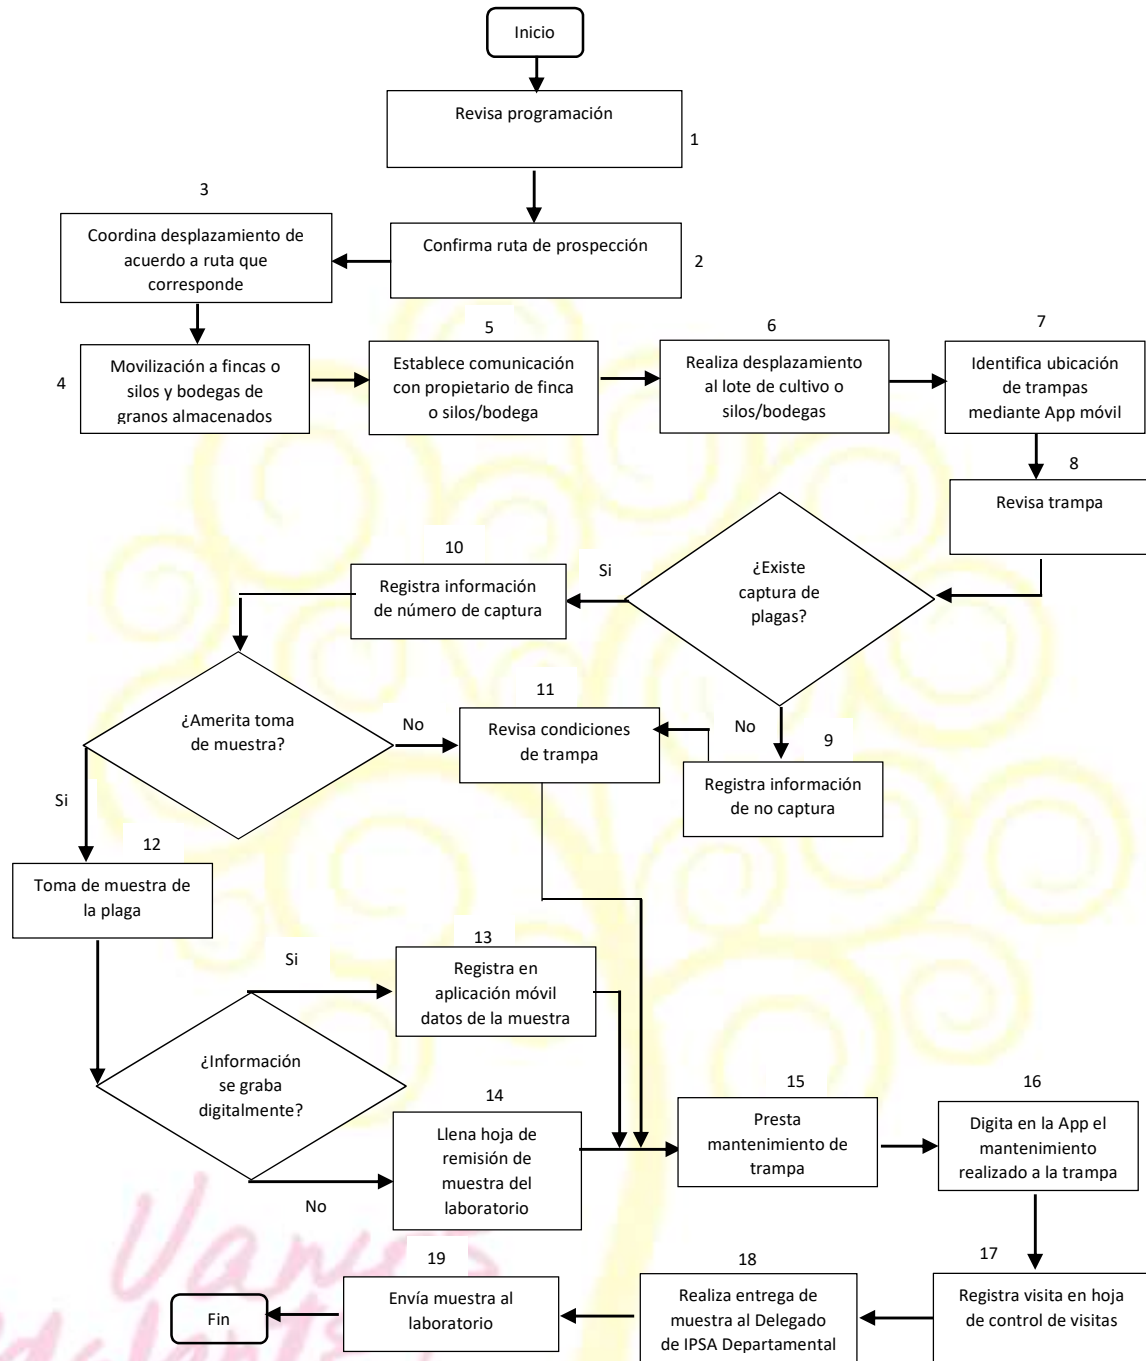 Inicio
Revisa programación
1
3
Coordina desplazamiento de
acuerdo a ruta que
corresponde
Confirma ruta de prospección
2
4
Movilización a fincas o
silos y bodegas de
granos almacenados
5
Establece comunicación
con propietario de finca
o silos/bodega
6
Realiza desplazamiento
al lote de cultivo o
silos/bodegas
7
Identifica ubicación
de trampas
mediante App móvil
8
Revisa trampa
¿Existe
captura de
plagas?
Si
10
Registra información
de número de captura
¿Amerita toma
de muestra?
No
11
Revisa condiciones
de trampa
No
9
Registra información
de no captura
Si
12
Toma de muestra de
la plaga
Si
13
Registra en
aplicación móvil
datos de la muestra
¿Información
se graba
digitalmente?
No
14
Llena hoja de
remisión de
muestra del
laboratorio
15
Presta
mantenimiento de
trampa
16
Digita en la App el
mantenimiento
realizado a la trampa
17
Registra visita en hoja
de control de visitas
18
Realiza entrega de
muestra al Delegado
de IPSA Departamental
19
Envía muestra al
laboratorio
Fin